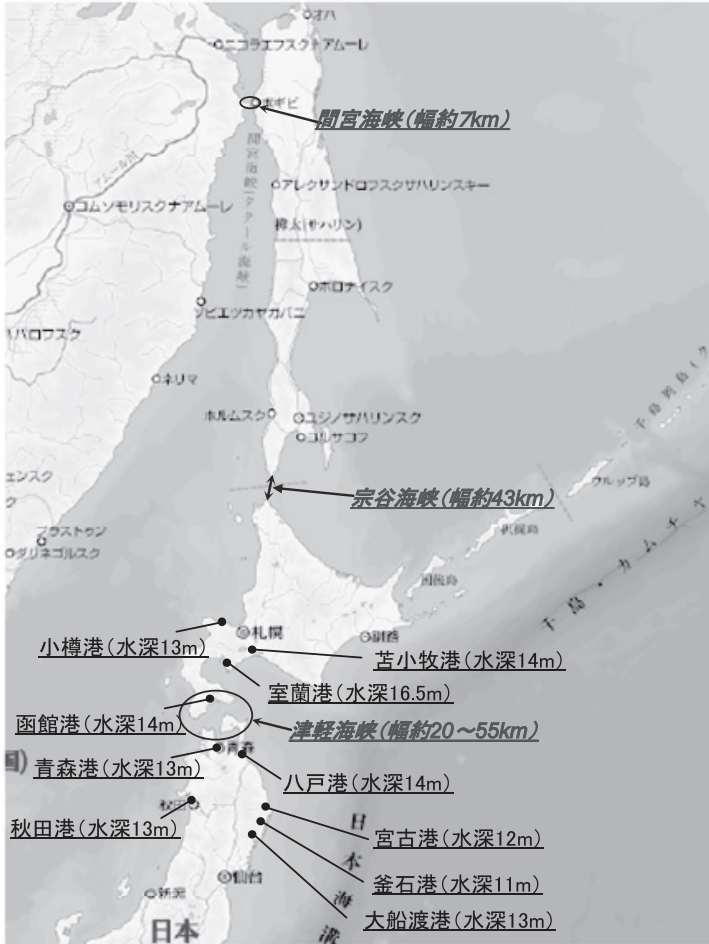 オハ
ニコラエフスクナアムーレ
ポギビ
間宮海峡(幅約7km)
アムール川
間宮海峡(タタール海峡)
アレクサンドロフスクサハリンスキー
コムソモリスクナアムーレ
樺太(サハリン)
ポロナイスク
ソビエツカヤガバニ
ハバロフスク
ネリマ
ホルムスク
ユジノサハリンスク
コルサコフ
千島列島(ク
宗谷海峡(幅約43km)
ウルップ島
択捉島
国後島
千島・カムチャ
ェンスク
ク
プラストゥン
ダリネゴルスク
札幌
釧路
小樽港(水深13m)
苫小牧港(水深14m)
室蘭港(水深16.5m)
函館港(水深14m)
津軽海峡(幅約20~55km)
国)
青森
青森港(水深13m)
八戸港(水深14m)
秋田
秋田港(水深13m)
宮古港(水深12m)
釜石港(水深11m)
大船渡港(水深13m)
仙台
新潟
日本
日本海溝